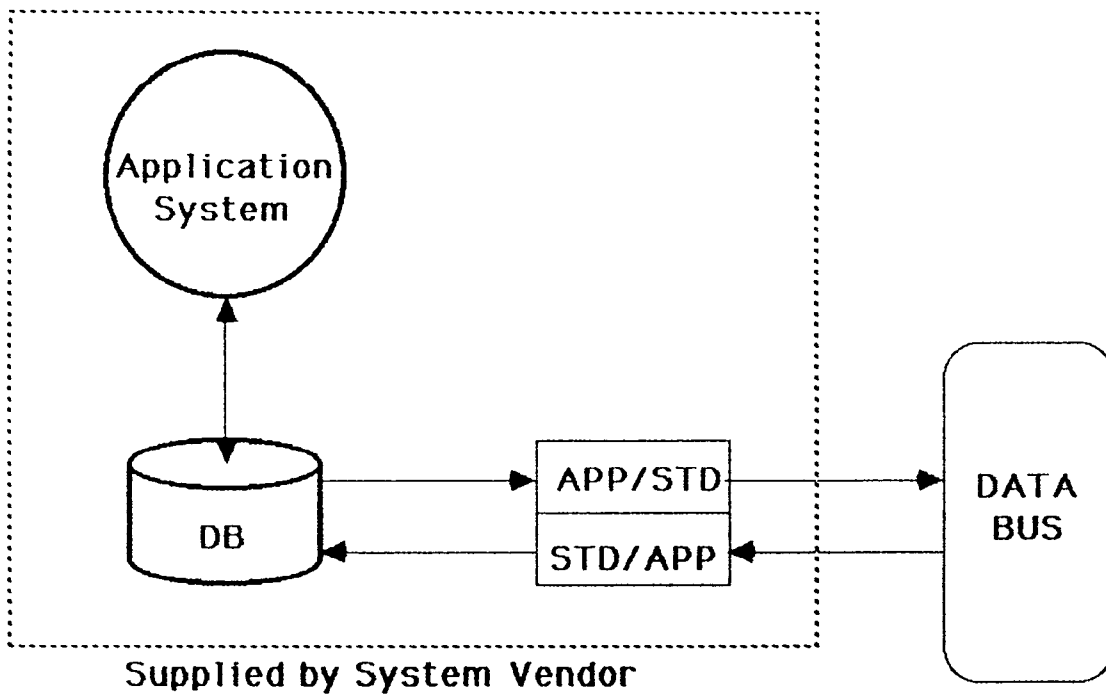 Application
System
DB
APP/STD
STD/APP
DATA
BUS
Supplied by System Vendor